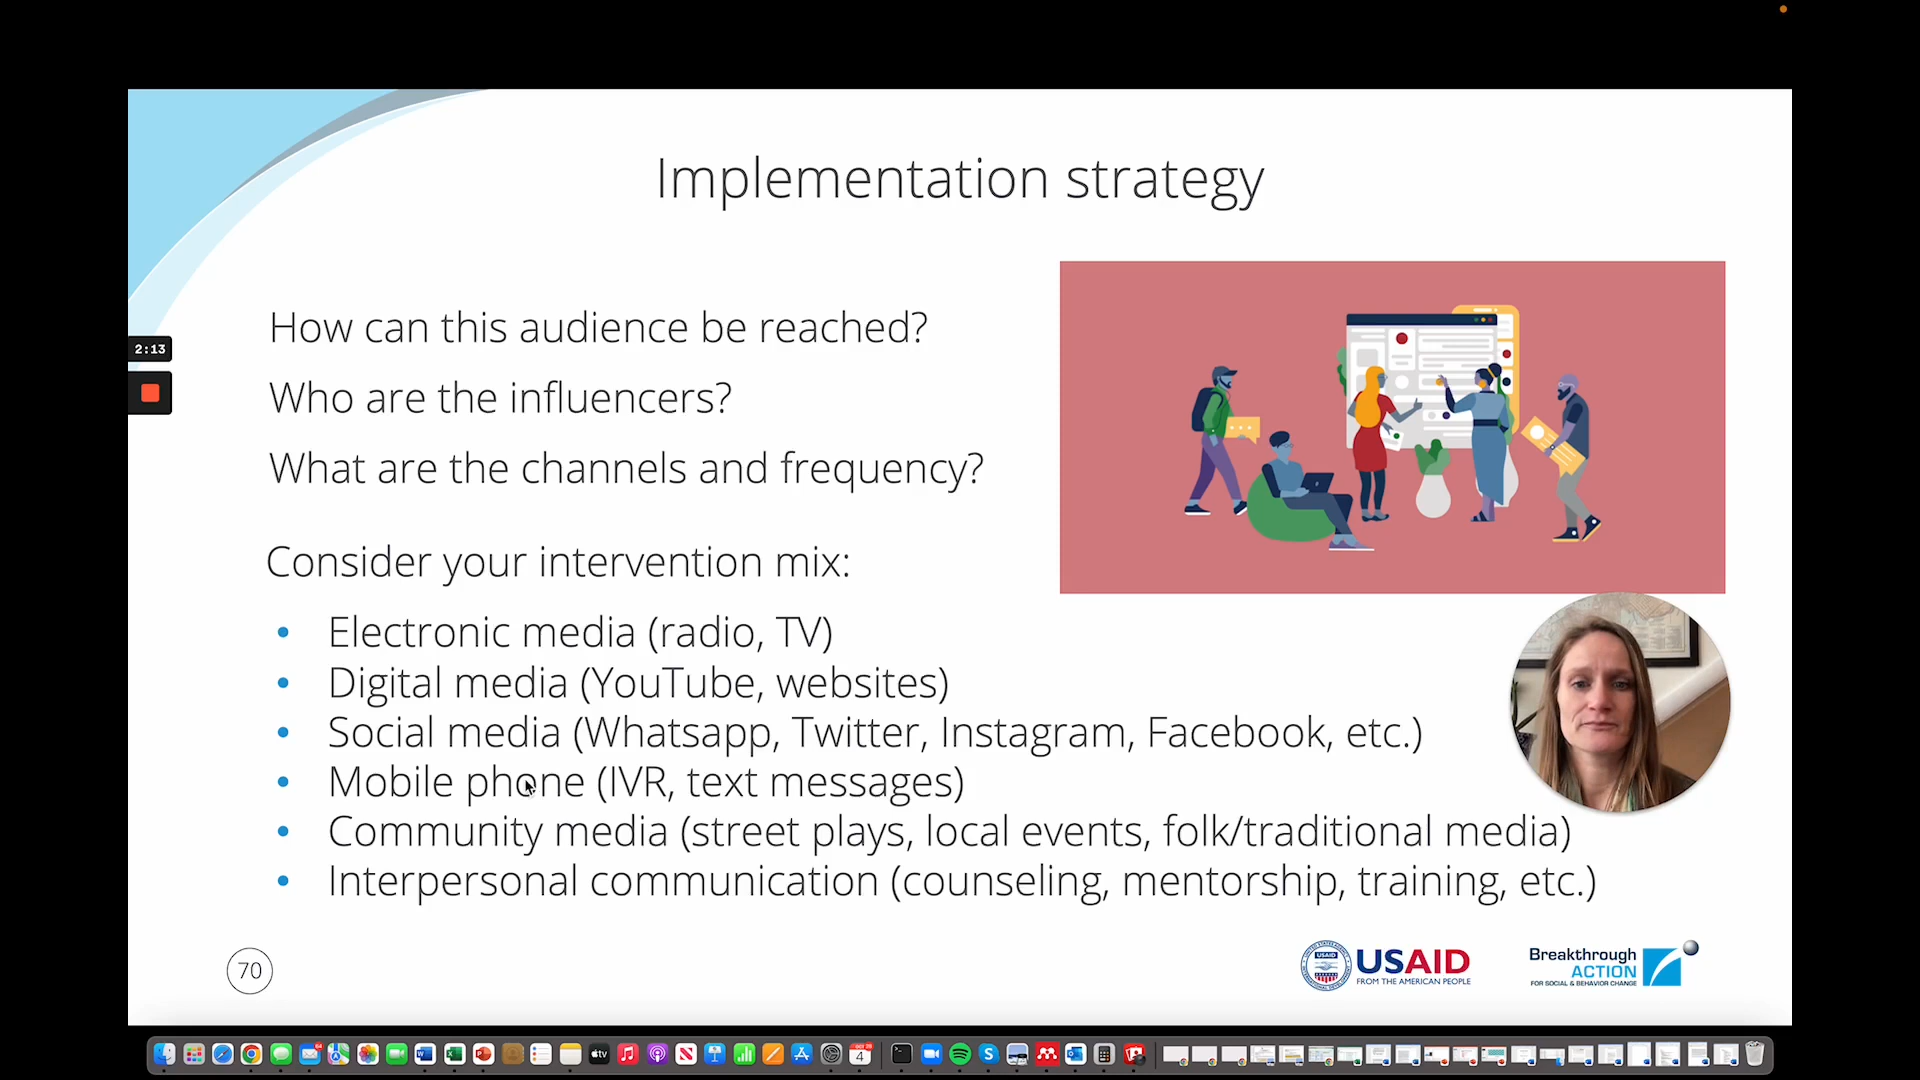 Implementation strategy
How can this audience be reached?
Who are the influencers?
What are the channels and frequency?
2:13
Consider your intervention mix:
• Electronic media (radio, TV)
• Digital media (YouTube, websites)
• Social media (Whatsapp, Twitter, Instagram, Facebook, etc.)
• Mobile phone (IVR, text messages)
• Community media (street plays, local events, folk/traditional media)
• Interpersonal communication (counseling, mentorship, training, etc.)
70
USAID
FROM THE AMERICAN PEOPLE
Breakthrough
ACTION
FOR SOCIAL & BEHAVIOR CHANGE
tv
4